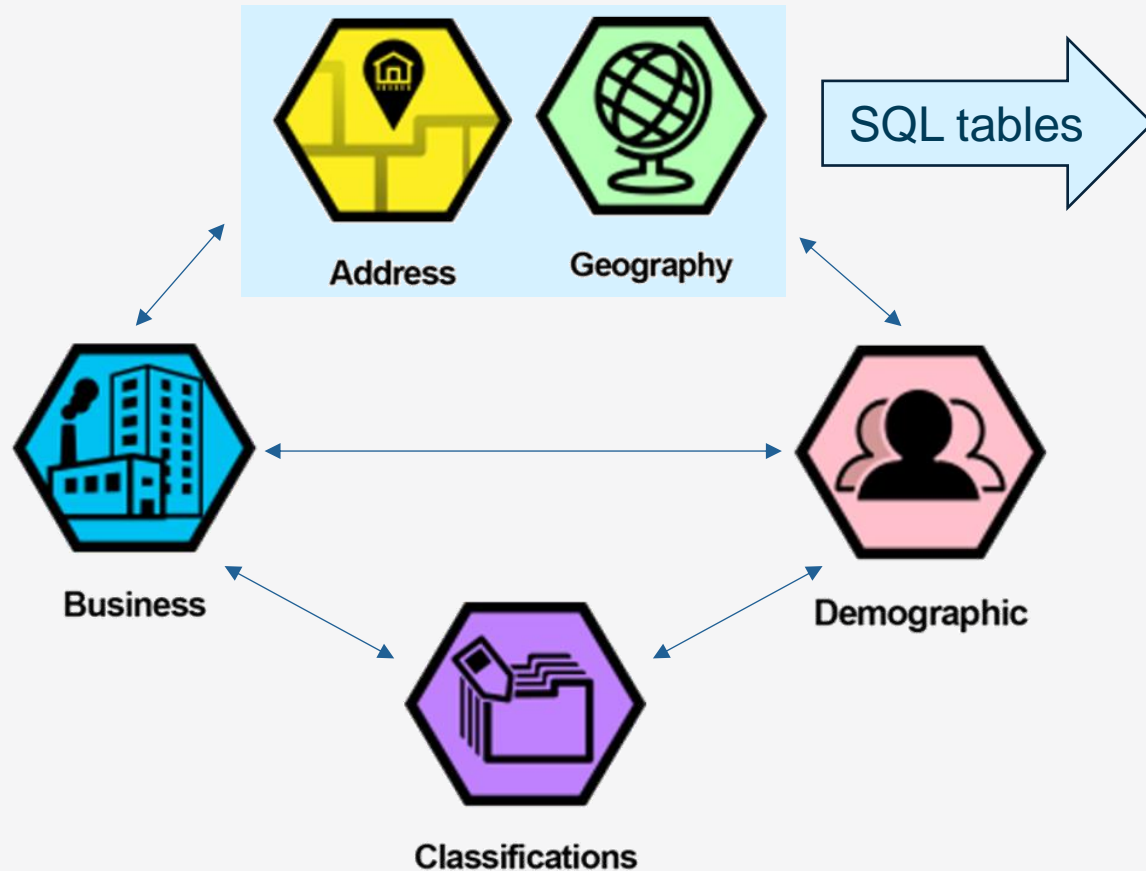 SQL tables
Address
Geography
Business
Demographic
Classifications